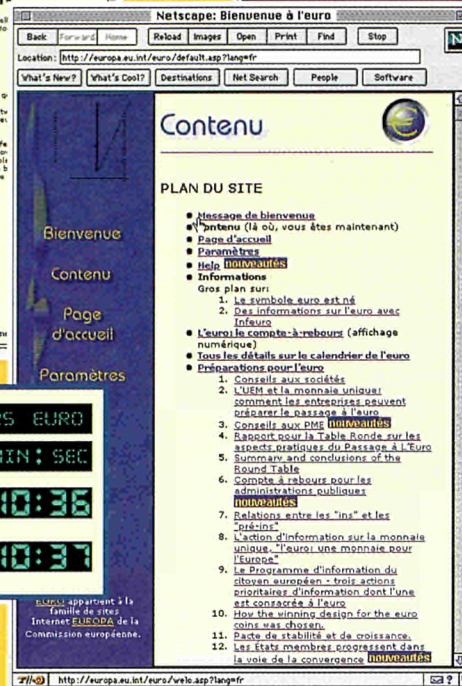 Netscape: Bienvenue à l'euro
Back Forward Home Reload Images Open Print Find Stop
Location: http://europa.eu.int/euro/default.asp?lang=fr
What's New? What's Cool? Destinations Net Search People Software
Bienvenue
Contenu
Page
d'accueil
Paramètres
RS EURO
MIN: SEC
10:36
10:37
EURO appartient à la
famille de sites
Internet EUROPA de la
Commission européenne.
Contenu
PLAN DU SITE
Message de bienvenue
Contenu (là où, vous êtes maintenant)
Page d'accueil
Paramètres
Help nouveautés
Informations
Gros plan sur:
1. Le symbole euro est né
2. Des informations sur l'euro avec
Infeuro
L'euro: le compte-à-rebours (affichage
numérique)
Tous les détails sur le calendrier de l'euro
Préparations pour l'euro
1. Conseils aux sociétés
2. L'UEM et la monnaie unique:
comment les entreprises peuvent
préparer le passage à l'euro
3. Conseils aux PME nouveautés
4. Rapport pour la Table Ronde sur les
aspects pratiques du Passage à L'Euro
5. Summary and conclusions of the
Round Table
6. Compte à rebours pour les
administrations publiques
nouveautés
7. Relations entre les "ins" et les
"pré-ins"
8. L'action d'information sur la monnaie
unique, "l'euro: une monnaie pour
l'Europe"
9. Le Programme d'information du
citoyen européen - trois actions
prioritaires d'information dont l'une
est consacrée à l'euro
10. How the winning design for the euro
coins was chosen.
11. Pacte de stabilité et de croissance.
12. Les Etats membres progressent dans
la voie de la convergence nouveautés
http://europa.eu.int/euro/welc.asp?lang=fr